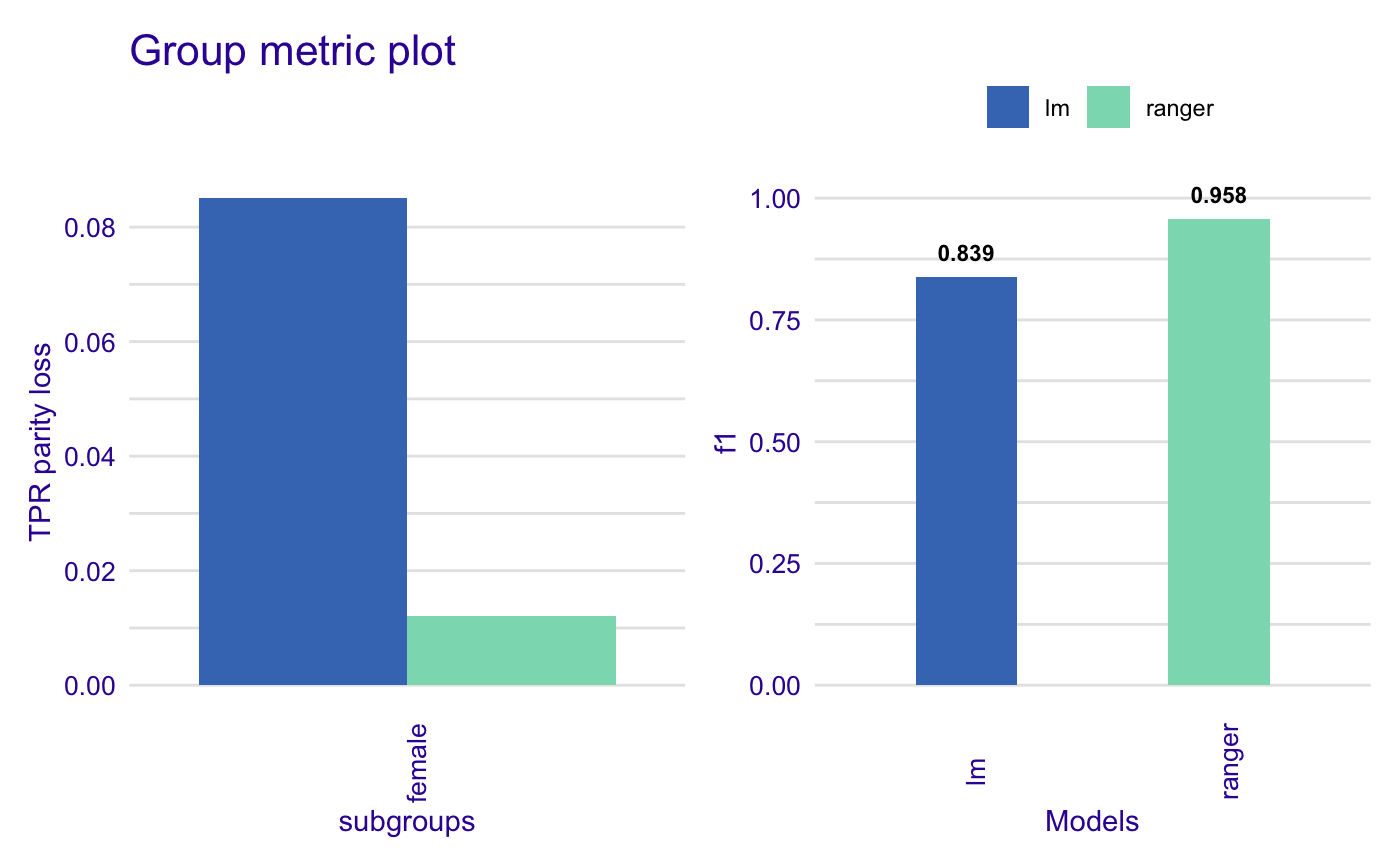 Group metric plot
lm
ranger
TPR parity loss
0.08
0.06
0.04
0.02
0.00
female
subgroups
f1
1.00
0.75
0.50
0.25
0.00
0.839
0.958
lm
ranger
Models